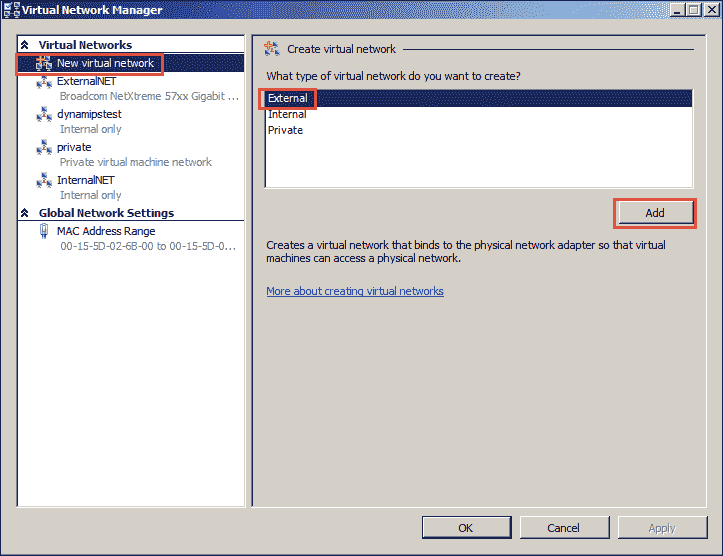 Virtual Network Manager
Virtual Networks
New virtual network
ExternalNET
Broadcom NetXtreme 57xx Gigabit ...
dynamipstest
Internal only
private
Private virtual machine network
InternalNET
Internal only
Global Network Settings
MAC Address Range
00-15-5D-02-6B-00 to 00-15-5D-0...
Create virtual network
What type of virtual network do you want to create?
External
Internal
Private
Add
Creates a virtual network that binds to the physical network adapter so that virtual
machines can access a physical network.
More about creating virtual networks
OK
Cancel
Apply